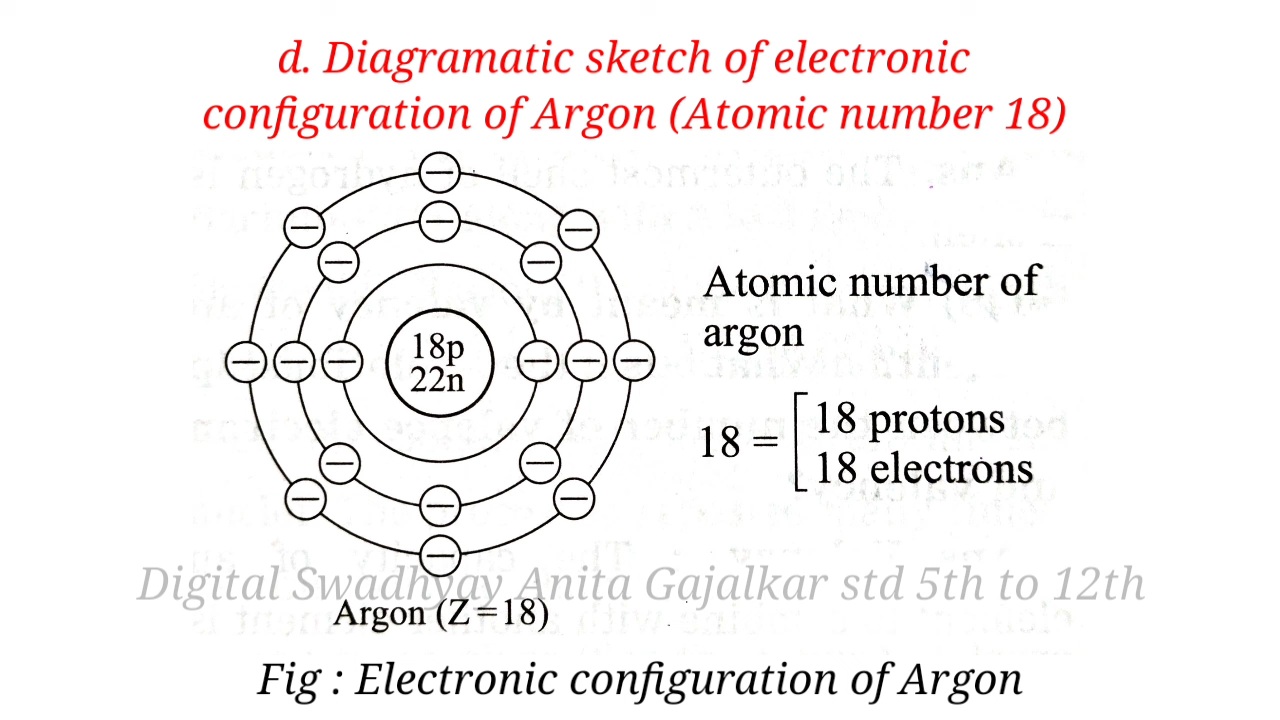 d. Diagramatic sketch of electronic
configuration of Argon (Atomic number 18)
18p
22n
Atomic number of
argon
18 = 18 protons
18 electrons
Digital Swadhyay Anita Gajalkar std 5th to 12th
Argon (Z=18)
Fig : Electronic configuration of Argon